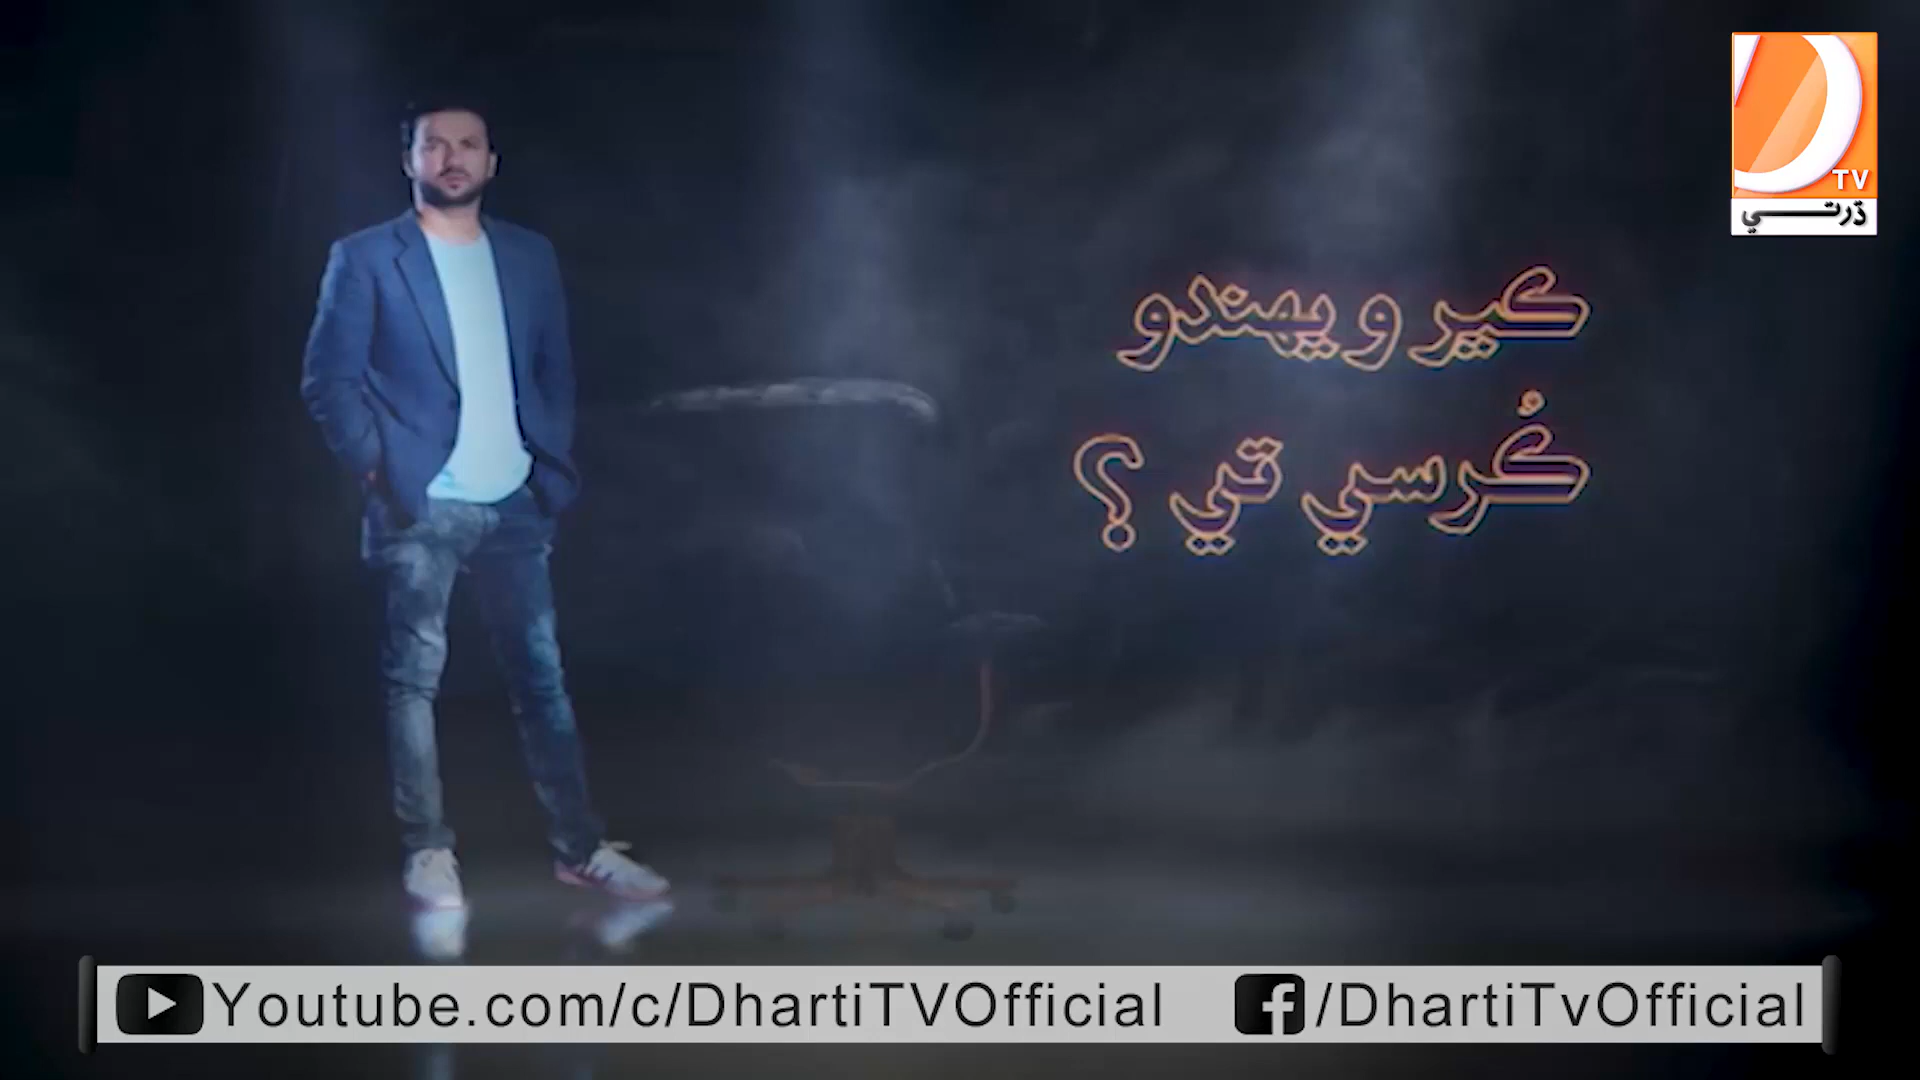 TV
ڌرتي
ڪير ويهندو
ڪُرسي تي ؟
Youtube.com/c/DhartiTVOfficial
/DhartiTvOfficial